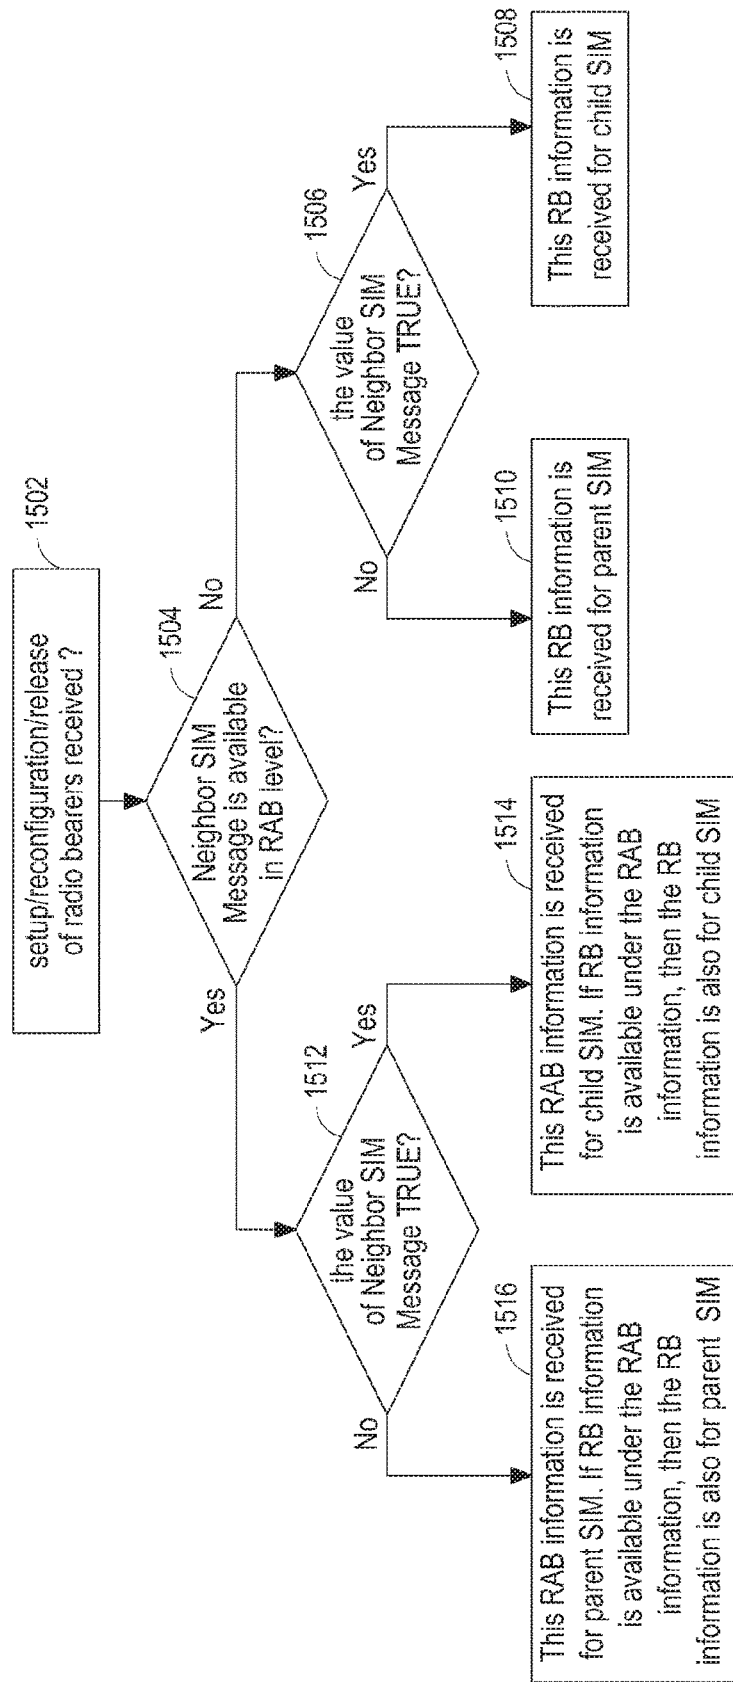 setup/reconfiguration/release
of radio bearers received ?
1502
Neighbor SIM
Message is available
in RAB level?
1504
Yes
No
the value
of Neighbor SIM
Message TRUE?
1512
No
Yes
the value
of Neighbor SIM
Message TRUE?
1506
No
Yes
This RAB information is received
for parent SIM. If RB information
is available under the RAB
information, then the RB
information is also for parent SIM
1516
This RAB information is received
for child SIM. If RB information
is available under the RAB
information, then the RB
information is also for child SIM
1514
This RB information is
received for parent SIM
1510
This RB information is
received for child SIM
1508